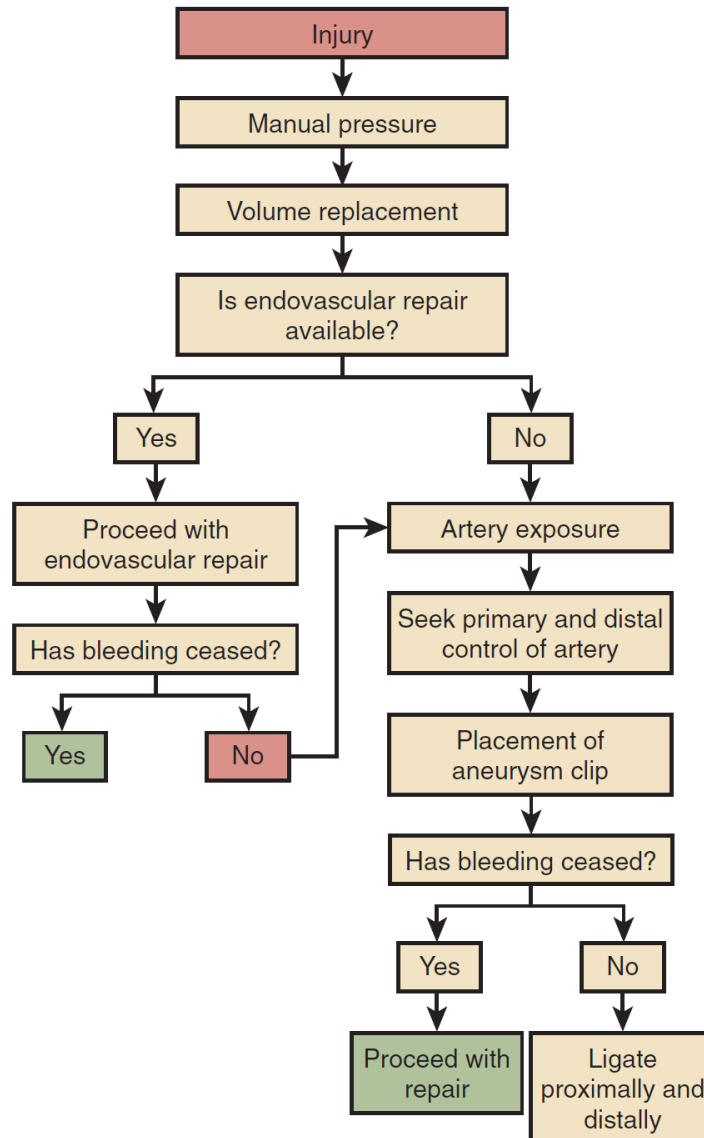 Injury
Manual pressure
Volume replacement
Is endovascular repair
available?
Yes
No
Proceed with
endovascular repair
Artery exposure
Has bleeding ceased?
Seek primary and distal
control of artery
Yes
No
Placement of
aneurysm clip
Has bleeding ceased?
Yes
No
Proceed with
repair
Ligate
proximally and
distally